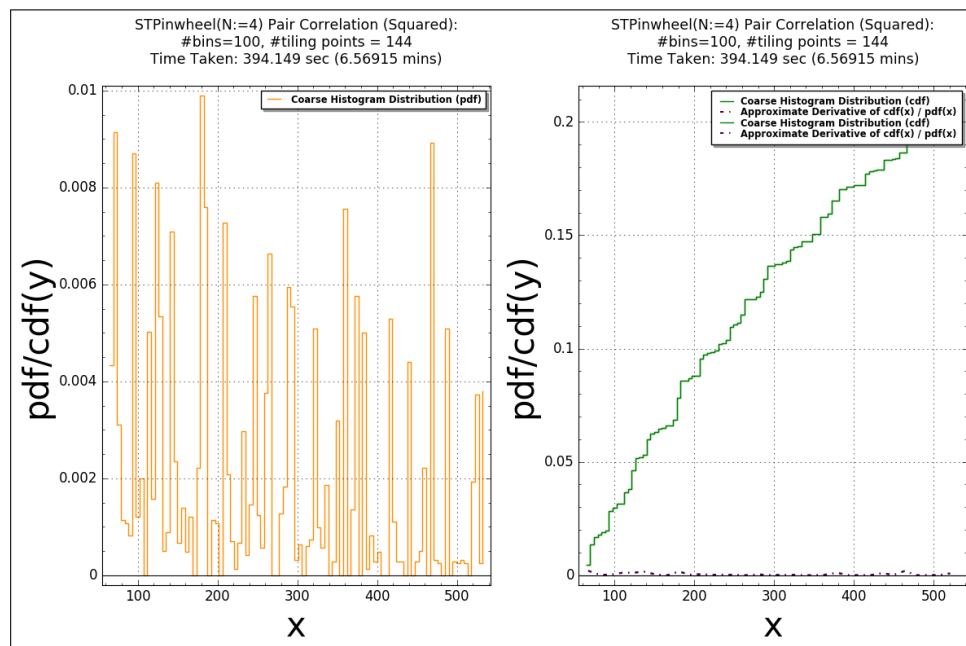 STPinwheel(N:=4) Pair Correlation (Squared):
#bins=100, #tiling points = 144
Time Taken: 394.149 sec (6.56915 mins)
Coarse Histogram Distribution (pdf)
0.01
0.008
0.006
0.004
0.002
0
pdf/cdf(y)
100
200
300
400
500
x
STPinwheel(N:=4) Pair Correlation (Squared):
#bins=100, #tiling points = 144
Time Taken: 394.149 sec (6.56915 mins)
Coarse Histogram Distribution (cdf)
Approximate Derivative of cdf(x) / pdf(x)
Coarse Histogram Distribution (cdf)
Approximate Derivative of cdf(x) / pdf(x)
0.2
0.15
0.1
0.05
0
pdf/cdf(y)
100
200
300
400
500
x